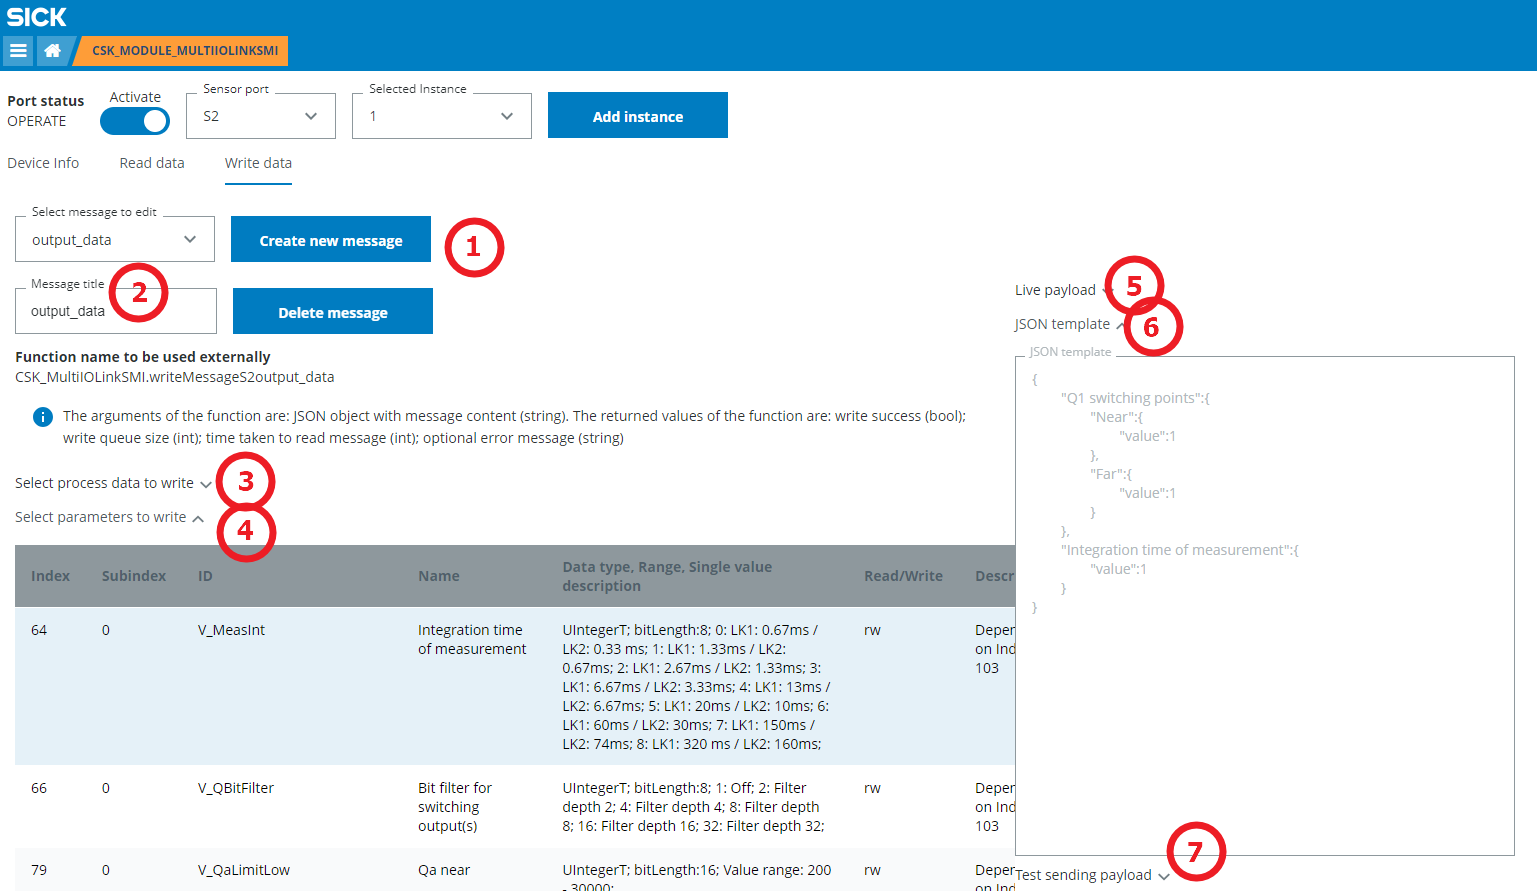 SICK
CSK_MODULE_MULTIIOLINKSMI
Port status
OPERATE
Activate
Sensor port
S2
Selected Instance
1
Add instance
Device Info
Read data
Write data
Select message to edit
output_data
Create new message
1
Message title
output_data
2
Delete message
Function name to be used externally
CSK_MultiIOLinkSMI.writeMessageS2output_data
The arguments of the function are: JSON object with message content (string). The returned values of the function are: write success (bool);
write queue size (int); time taken to read message (int); optional error message (string)
Select process data to write
3
Select parameters to write
4
Index
Subindex
ID
Name
Data type, Range, Single value
description
Read/Write
Descr
64
0
V_MeasInt
Integration time
of measurement
UIntegerT; bitLength:8; 0: LK1: 0.67ms /
LK2: 0.33 ms; 1: LK1: 1.33ms / LK2:
0.67ms; 2: LK1: 2.67ms / LK2: 1.33ms; 3:
LK1: 6.67ms / LK2: 3.33ms; 4: LK1: 13ms /
LK2: 6.67ms; 5: LK1: 20ms / LK2: 10ms; 6:
LK1: 60ms / LK2: 30ms; 7: LK1: 150ms /
LK2: 74ms; 8: LK1: 320 ms / LK2: 160ms;
rw
Depen
on Ind
103
66
0
V_QBitFilter
Bit filter for
switching
output(s)
UIntegerT; bitLength:8; 1: Off; 2: Filter
depth 2; 4: Filter depth 4; 8: Filter depth
8; 16: Filter depth 16; 32: Filter depth 32;
rw
Depen
on Ind
103
79
0
V_QaLimitLow
Qa near
UIntegerT; bitLength:16; Value range: 200
- 30000;
rw
Depen
on Ind
Live payload
5
JSON template
6
JSON template
{
"Q1 switching points":{
"Near":{
"value":1
},
"Far":{
"value":1
}
},
"Integration time of measurement":{
"value":1
}
}
7
Test sending payload